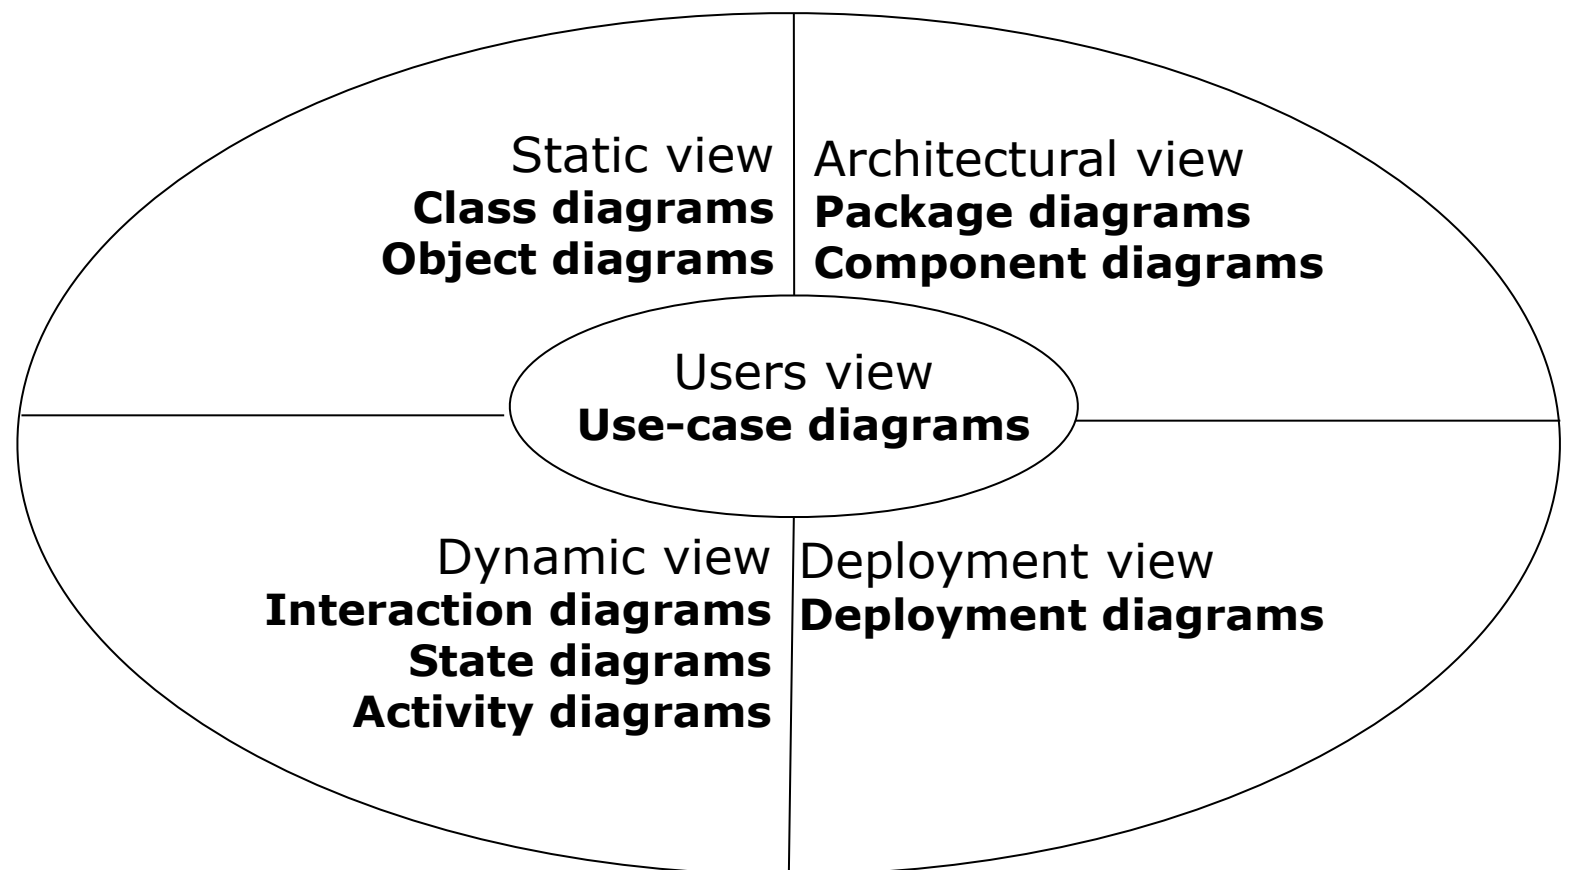 Static view
Class diagrams
Object diagrams
Architectural view
Package diagrams
Component diagrams
Users view
Use-case diagrams
Dynamic view
Interaction diagrams
State diagrams
Activity diagrams
Deployment view
Deployment diagrams